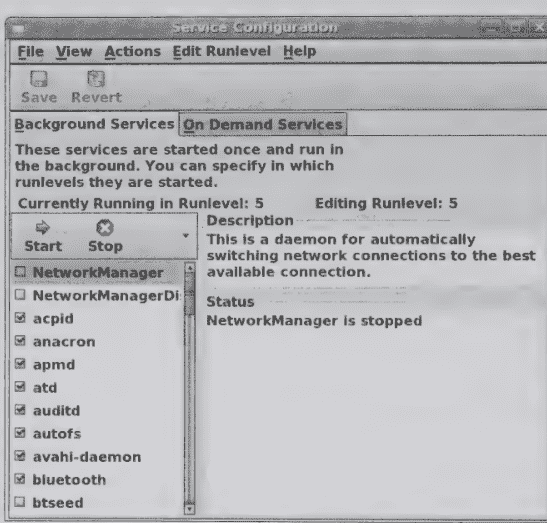 Service Configuration
File View Actions Edit Runlevel Help
Save Revert
Background Services On Demand Services
These services are started once and run in
the background. You can specify in which
runlevels they are started.
Currently Running in Runlevel: 5 Editing Runlevel: 5
Start Stop
Description
This is a daemon for automatically
switching network connections to the best
available connection.
Status
NetworkManager is stopped
NetworkManager
NetworkManagerDi
acpid
anacron
apmd
atd
auditd
autofs
avahi-daemon
bluetooth
btseed